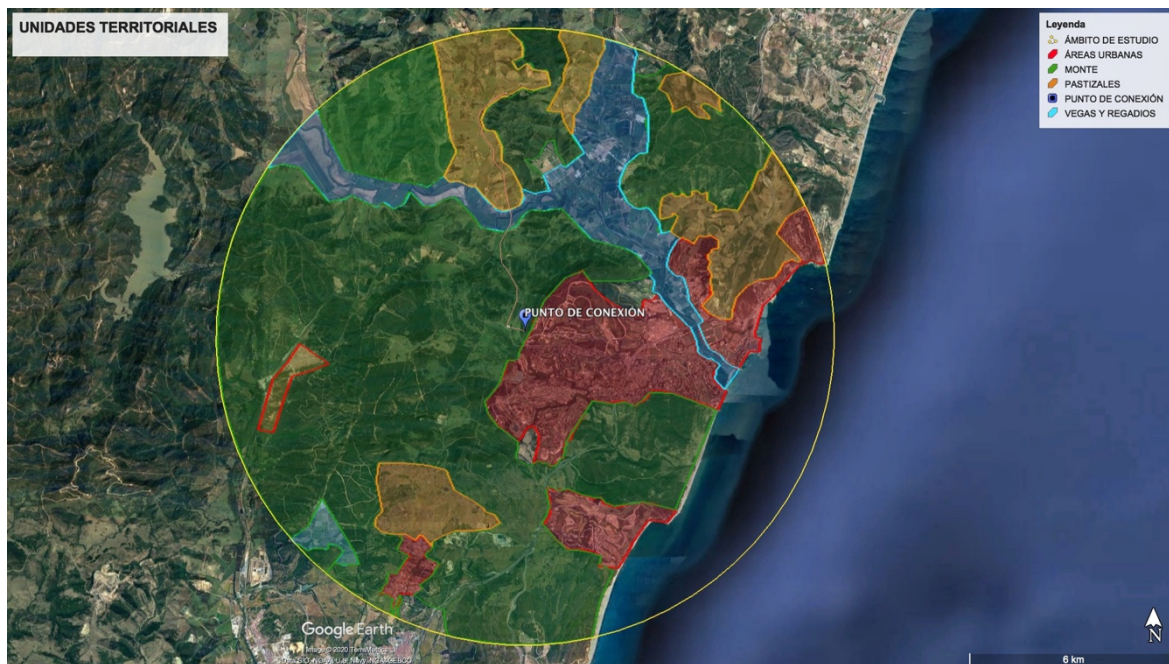 UNIDADES TERRITORIALES
Leyenda
ÁMBITO DE ESTUDIO
ÁREAS URBANAS
MONTE
PASTIZALES
PUNTO DE CONEXIÓN
VEGAS Y REGADIOS
PUNTO DE CONEXIÓN
Google Earth
Image © 2020
N
6 km